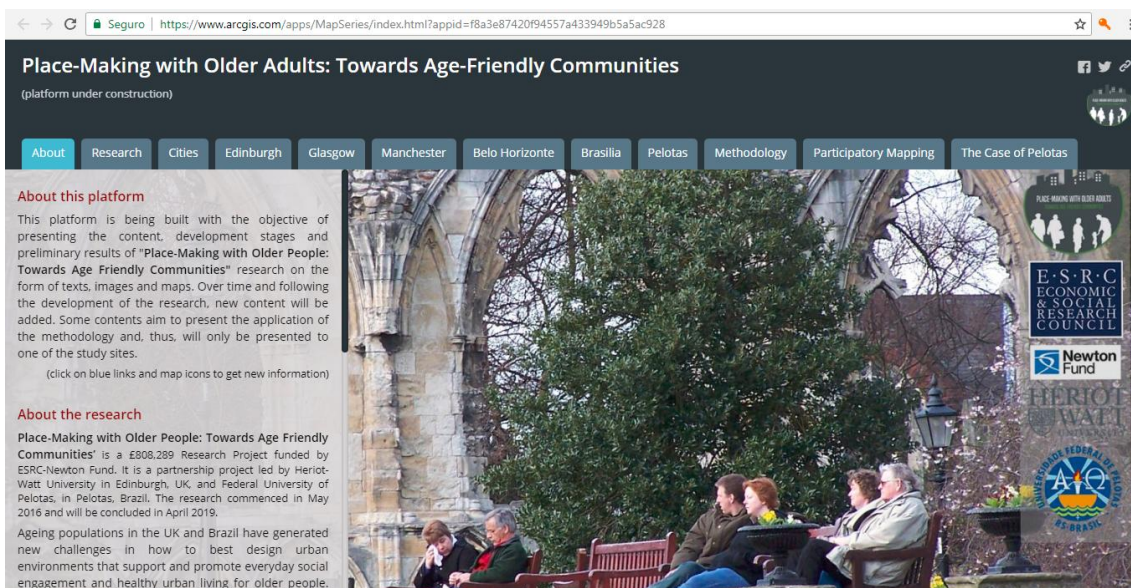 Seguro | https://www.arcgis.com/apps/MapSeries/index.html?appid=f8a3e87420f94557a433949b5a5ac928
Place-Making with Older Adults: Towards Age-Friendly Communities
(platform under construction)
About Research Cities Edinburgh Glasgow Manchester Belo Horizonte Brasilia Pelotas Methodology Participatory Mapping The Case of Pelotas
About this platform
This platform is being built with the objective of
presenting the content, development stages and
preliminary results of "Place-Making with Older People:
Towards Age Friendly Communities" research on the
form of texts, images and maps. Over time and following
the development of the research, new content will be
added. Some contents aim to present the application of
the methodology and, thus, will only be presented to
one of the study sites.
(click on blue links and map icons to get new information)
About the research
Place-Making with Older People: Towards Age Friendly
Communities' is a £808,289 Research Project funded by
ESRC-Newton Fund. It is a partnership project led by Heriot-
Watt University in Edinburgh, UK, and Federal University of
Pelotas, in Pelotas, Brazil. The research commenced in May
2016 and will be concluded in April 2019.
Ageing populations in the UK and Brazil have generated
new challenges in how to best design urban
environments that support and promote everyday social
engagement and healthy urban living for older people.
PLACE-MAKING WITH OLDER ADULTS
E·S·R·C
ECONOMIC
& SOCIAL
RESEARCH
COUNCIL
Newton
Fund
HERIOT
WATT
UNIVERSIDADE FEDERAL DE PELOTAS
RS-BRASIL